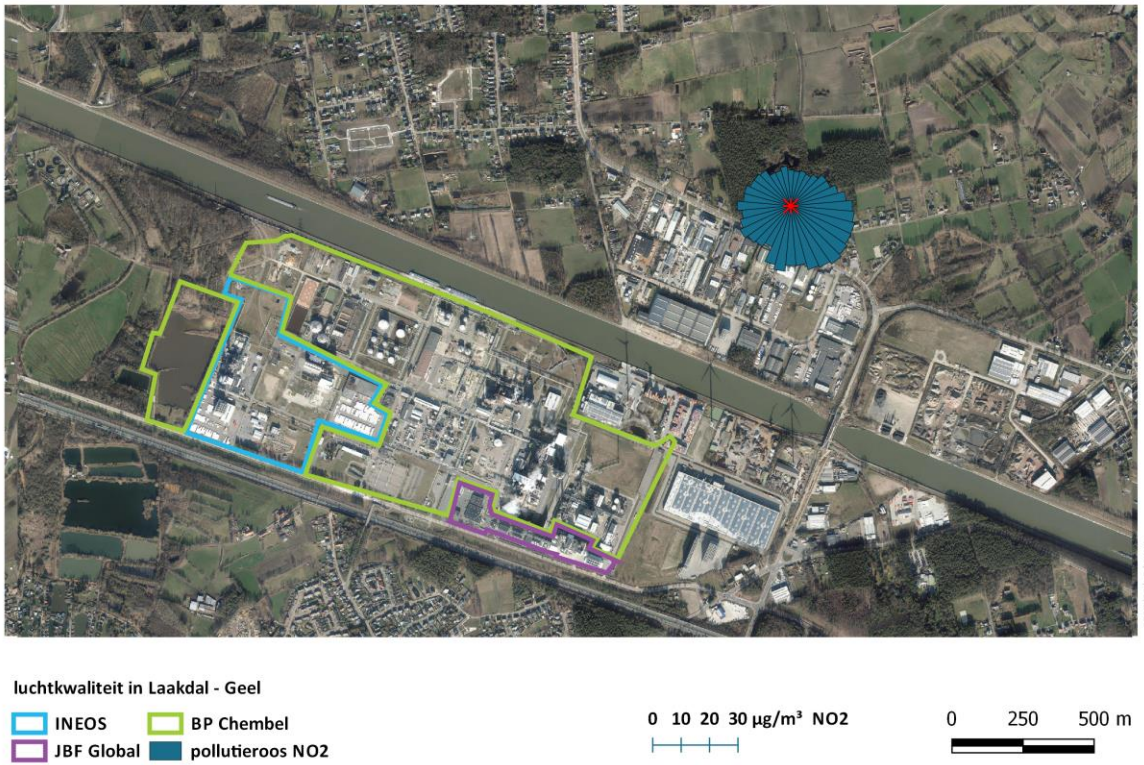 luchtkwaliteit in Laakdal - Geel
INEOS BP Chembel
JBF Global pollutieroos NO2
0 10 20 30 µg/m³ NO2
0 250 500 m